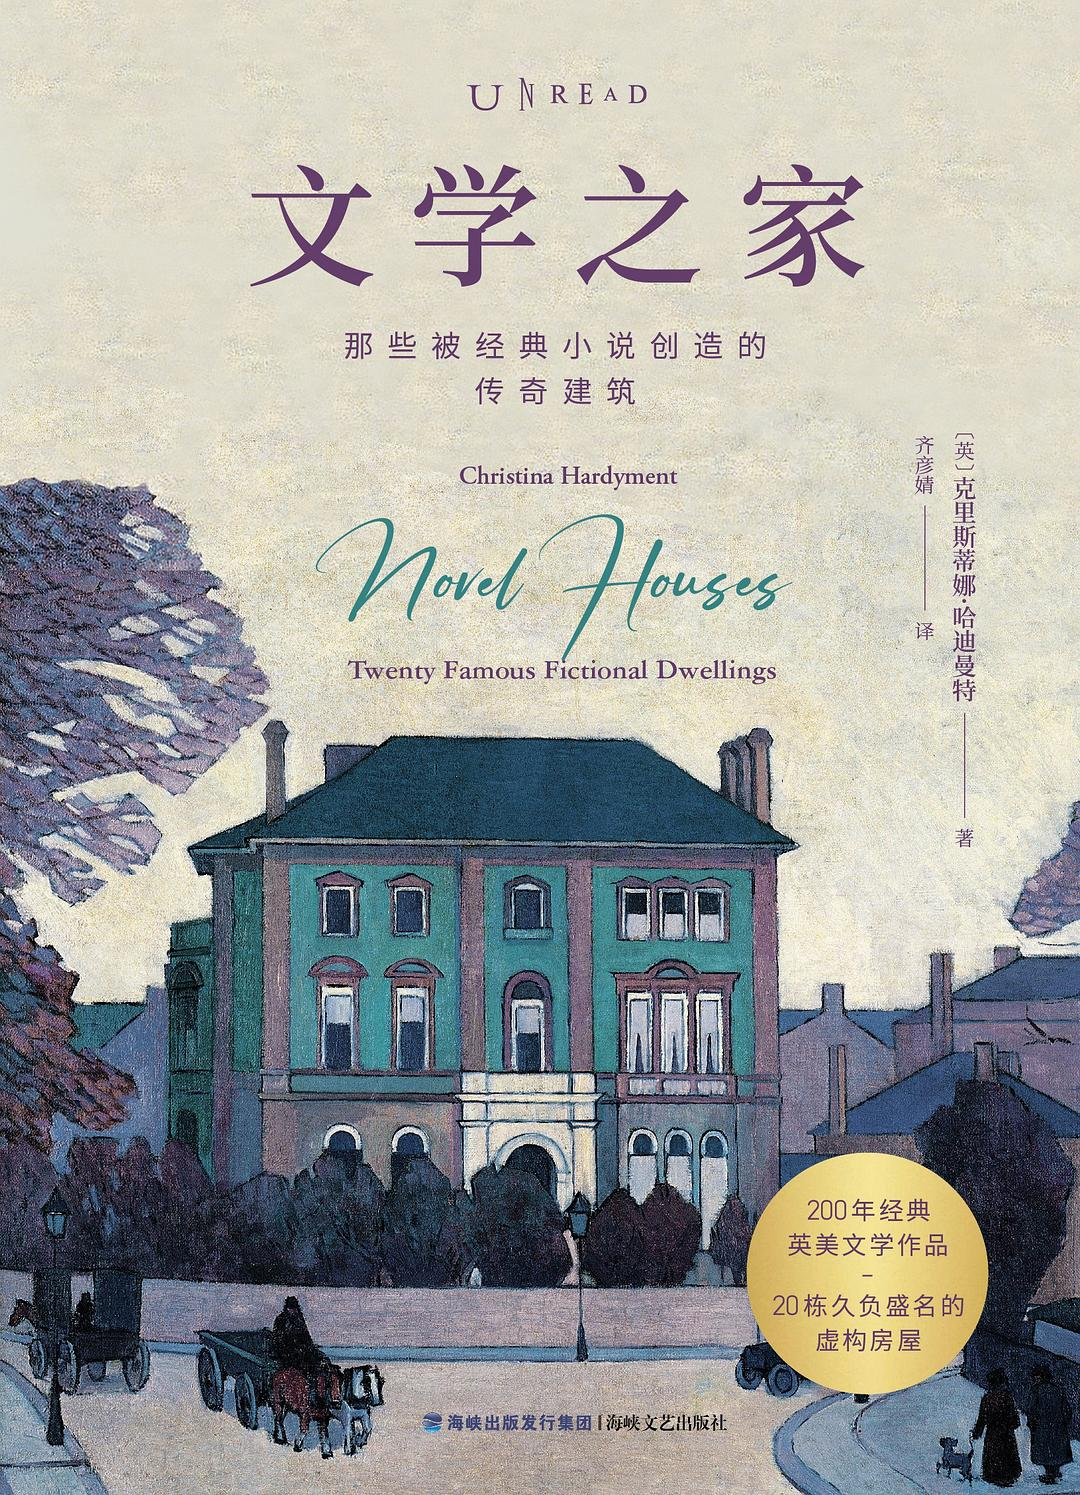 UNREAD
文学之家
那些被经典小说创造的
传奇建筑
Christina Hardyment
Novel Houses
Twenty Famous Fictional Dwellings
〔英〕克里斯蒂娜·哈迪曼特 著
齐彦婧 译
200年经典
英美文学作品
–
20栋久负盛名的
虚构房屋
海峡出版发行集团 | 海峡文艺出版社